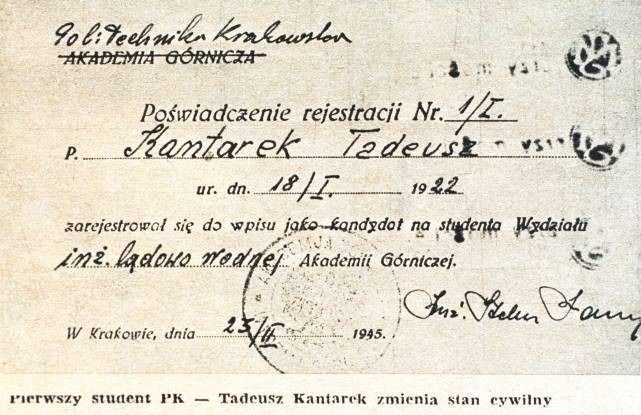 Politechnika Krakowska
AKADEMIA GÓRNICZA
Poświadczenie rejestracji Nr. 1/I.
P. Kantarek Tadeusz
ur. dn. 18/I. 1922
zarejestrował się do wpisu jako kandydat na studenta Wydziału
inż. lądowo wodnej Akademii Górniczej.
Inż. Stefan
W Krakowie, dnia 23/II 1945.
Pierwszy student PK — Tadeusz Kantarek zmienia stan cywilny